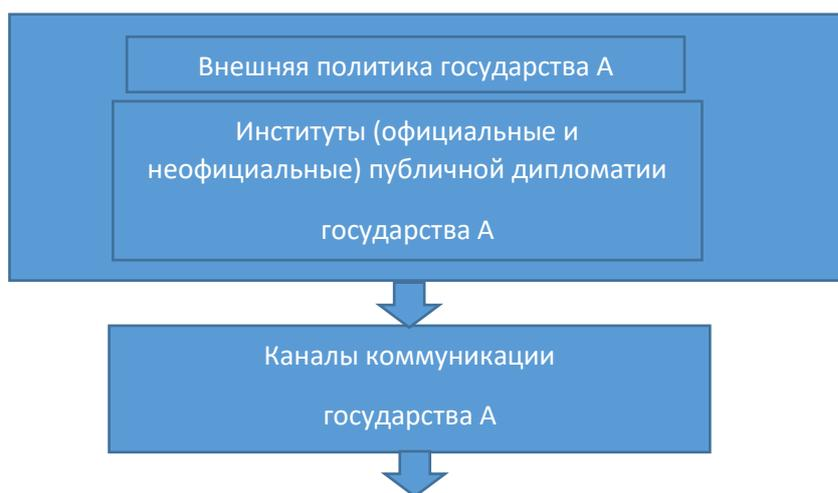 Внешняя политика государства А
Институты (официальные и
неофициальные) публичной дипломатии
государства А
Каналы коммуникации
государства А